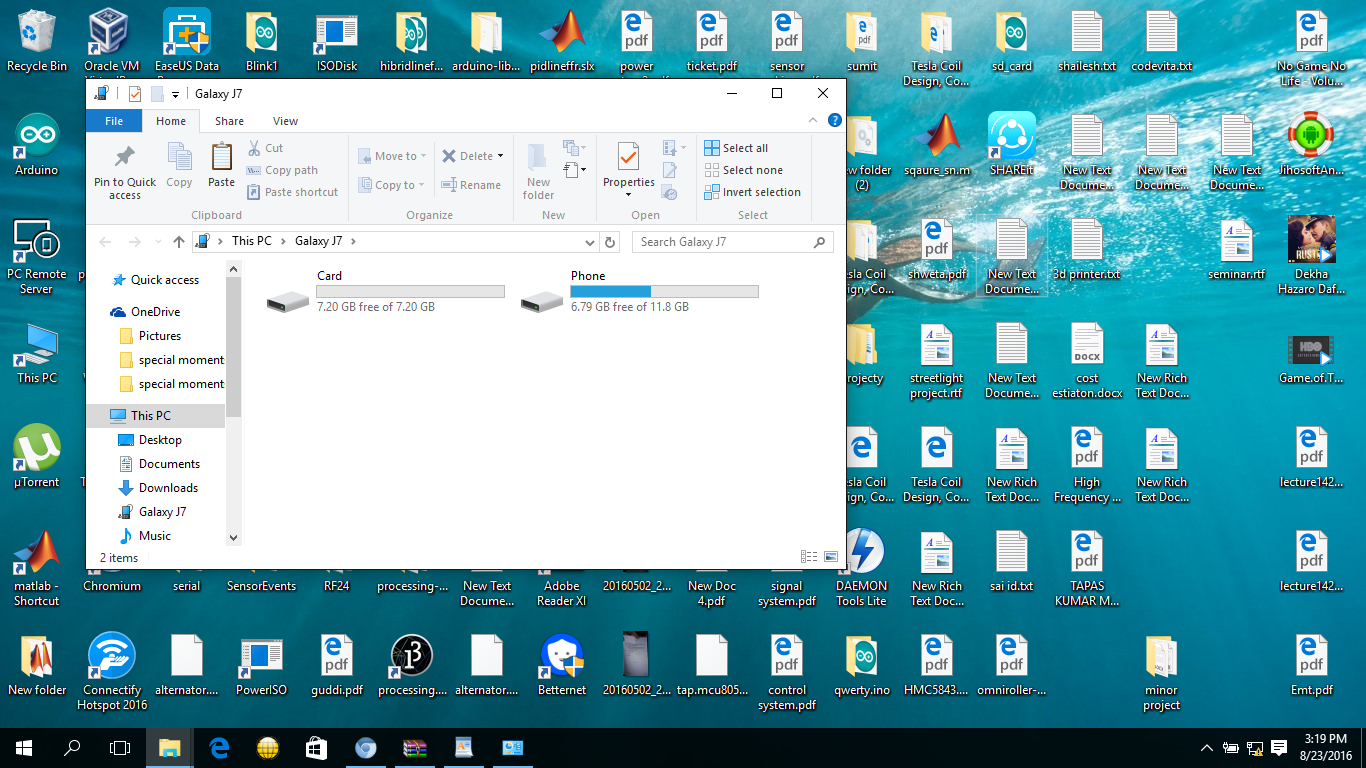 Recycle Bin
Oracle VM
EaseUS Data
Blink1
ISODisk
hibridlinef...
arduino-lib...
pidlineffr.slx
power
ticket.pdf
sensor
sumit
Tesla Coil
Design, Co...
sd_card
shailesh.txt
codevita.txt
No Game No
Life - Volu...
Galaxy J7
File
Home
Share
View
Pin to Quick
access
Copy
Paste
Cut
Copy path
Paste shortcut
Clipboard
Move to
Copy to
Delete
Rename
Organize
New
folder
New
Properties
Open
Select all
Select none
Invert selection
Select
This PC
Galaxy J7
Search Galaxy J7
Quick access
OneDrive
Pictures
special moment
special moment
This PC
Desktop
Documents
Downloads
Galaxy J7
Music
Card
7.20 GB free of 7.20 GB
Phone
6.79 GB free of 11.8 GB
2 items
Arduino
(2)
sqaure_sn.m
SHAREit
New Text
Docume...
New Text
Docume...
New Text
Docume...
JihosoftAn...
PC Remote
Server
Design, Co...
shweta.pdf
New Text
Docume...
3d printer.txt
seminar.rtf
Dekha
Hazaro Daf...
This PC
streetlight
project.rtf
New Text
Docume...
DOCX
cost
estiaton.docx
New Rich
Text Doc...
HBO
Game.of.T...
µTorrent
Tesla Coil
Design, Co...
New Rich
Text Doc...
High
Frequency ...
New Rich
Text Doc...
lecture142...
matlab -
Shortcut
Chromium
serial
SensorEvents
RF24
processing-...
New Text
Docume...
Adobe
Reader XI
20160502_2...
New Doc
4.pdf
signal
system.pdf
DAEMON
Tools Lite
New Rich
Text Doc...
sai id.txt
TAPAS
KUMAR M...
lecture142...
New folder
Connectify
Hotspot 2016
alternator....
PowerISO
guddi.pdf
processing....
alternator....
Betternet
20160502_2...
tap.mcu805...
control
system.pdf
qwerty.ino
HMC5843....
omniroller-...
minor
project
Emt.pdf
3:19 PM
8/23/2016